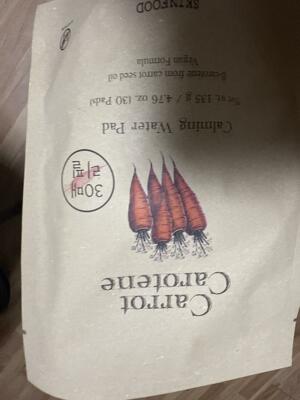 Carrot
Carotene
30매
리필
Calming Water Pad
Net wt. 135 g / 4.76 oz. (30 Pads)
β-carotene from carrot seed oil
Vegan Formula
SKINFOOD